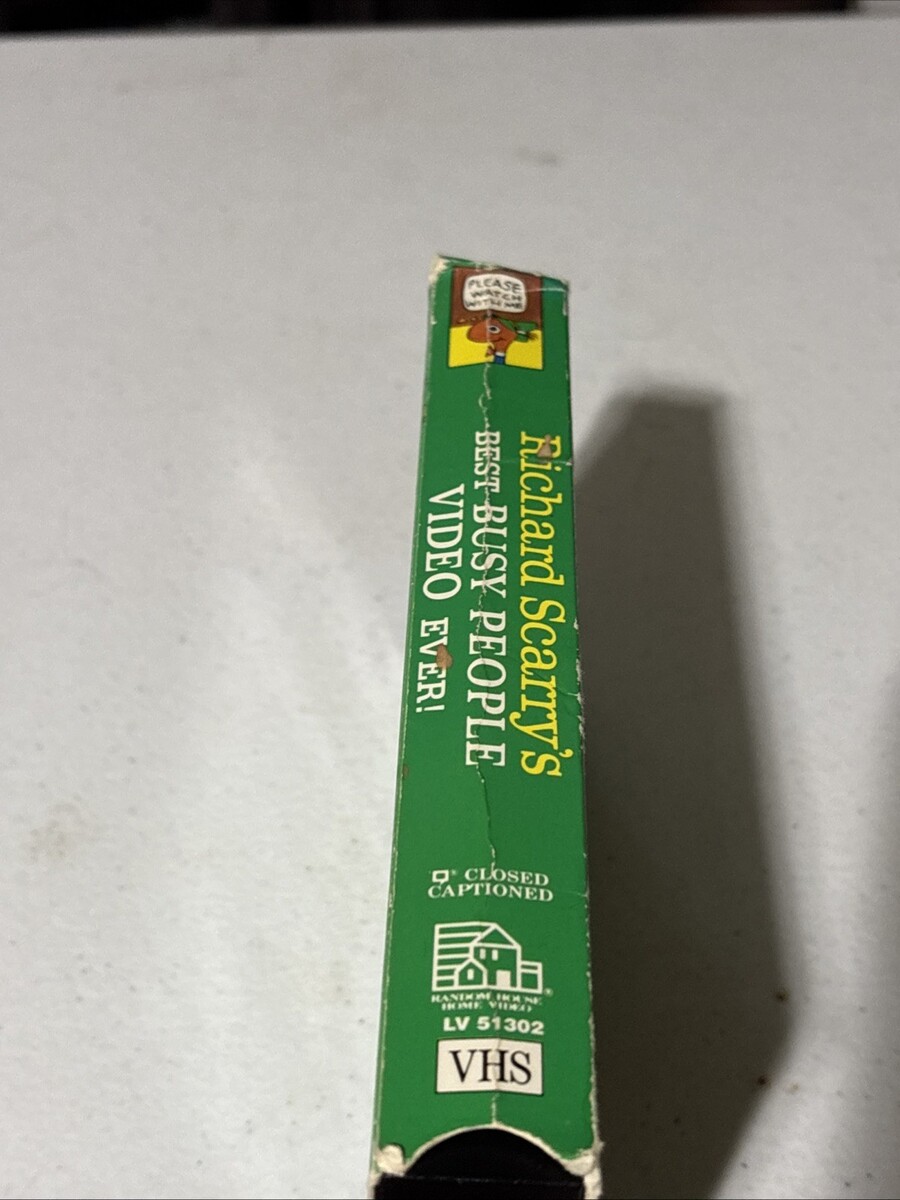 PLEASE
WATCH
WITH ME
Richard Scarry's
BEST BUSY PEOPLE
VIDEO EVER!
® CLOSED
CAPTIONED
RANDOM HOUSE®
HOME VIDEO
LV 51302
VHS